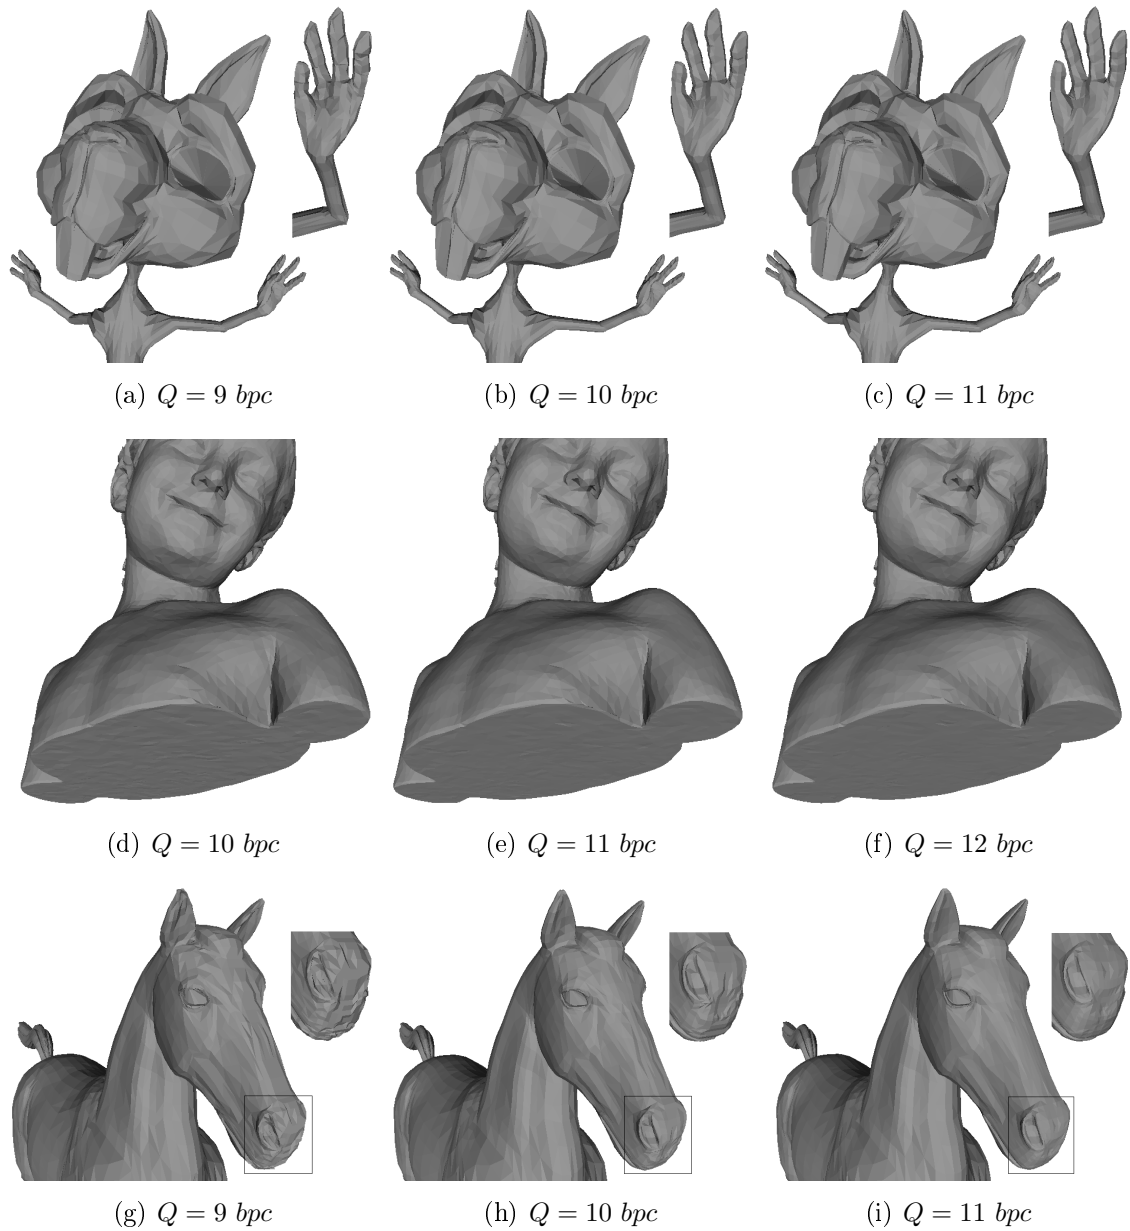 (a) Q = 9 bpc
(b) Q = 10 bpc
(c) Q = 11 bpc
(d) Q = 10 bpc
(e) Q = 11 bpc
(f) Q = 12 bpc
(g) Q = 9 bpc
(h) Q = 10 bpc
(i) Q = 11 bpc